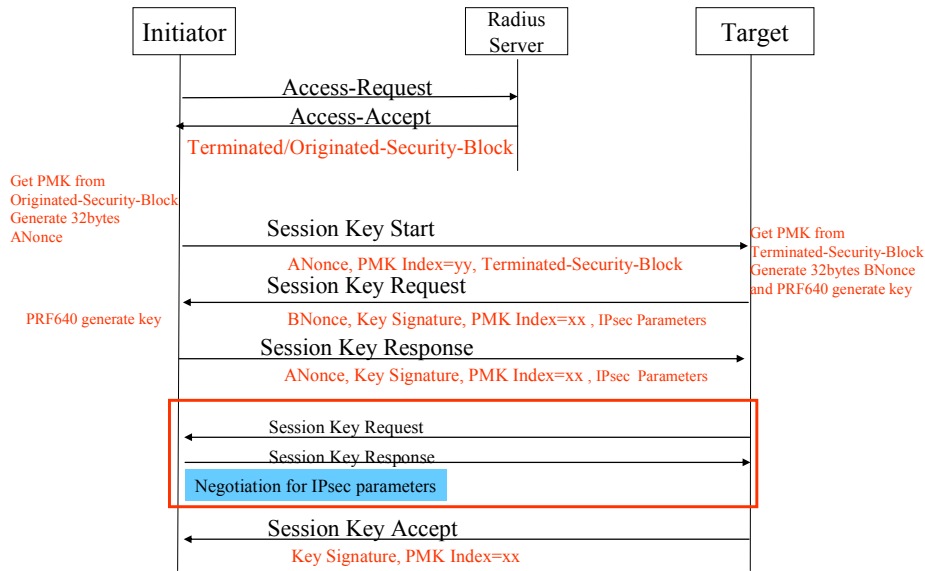 Initiator
Radius
Server
Target
Access-Request
Access-Accept
Terminated/Originated-Security-Block
Get PMK from
Originated-Security-Block
Generate 32bytes
ANonce
Session Key Start
ANonce, PMK Index=yy, Terminated-Security-Block
Get PMK from
Terminated-Security-Block
Generate 32bytes BNonce
and PRF640 generate key
Session Key Request
BNonce, Key Signature, PMK Index=xx , IPsec Parameters
PRF640 generate key
Session Key Response
ANonce, Key Signature, PMK Index=xx , IPsec Parameters
Session Key Request
Session Key Response
Negotiation for IPsec parameters
Session Key Accept
Key Signature, PMK Index=xx